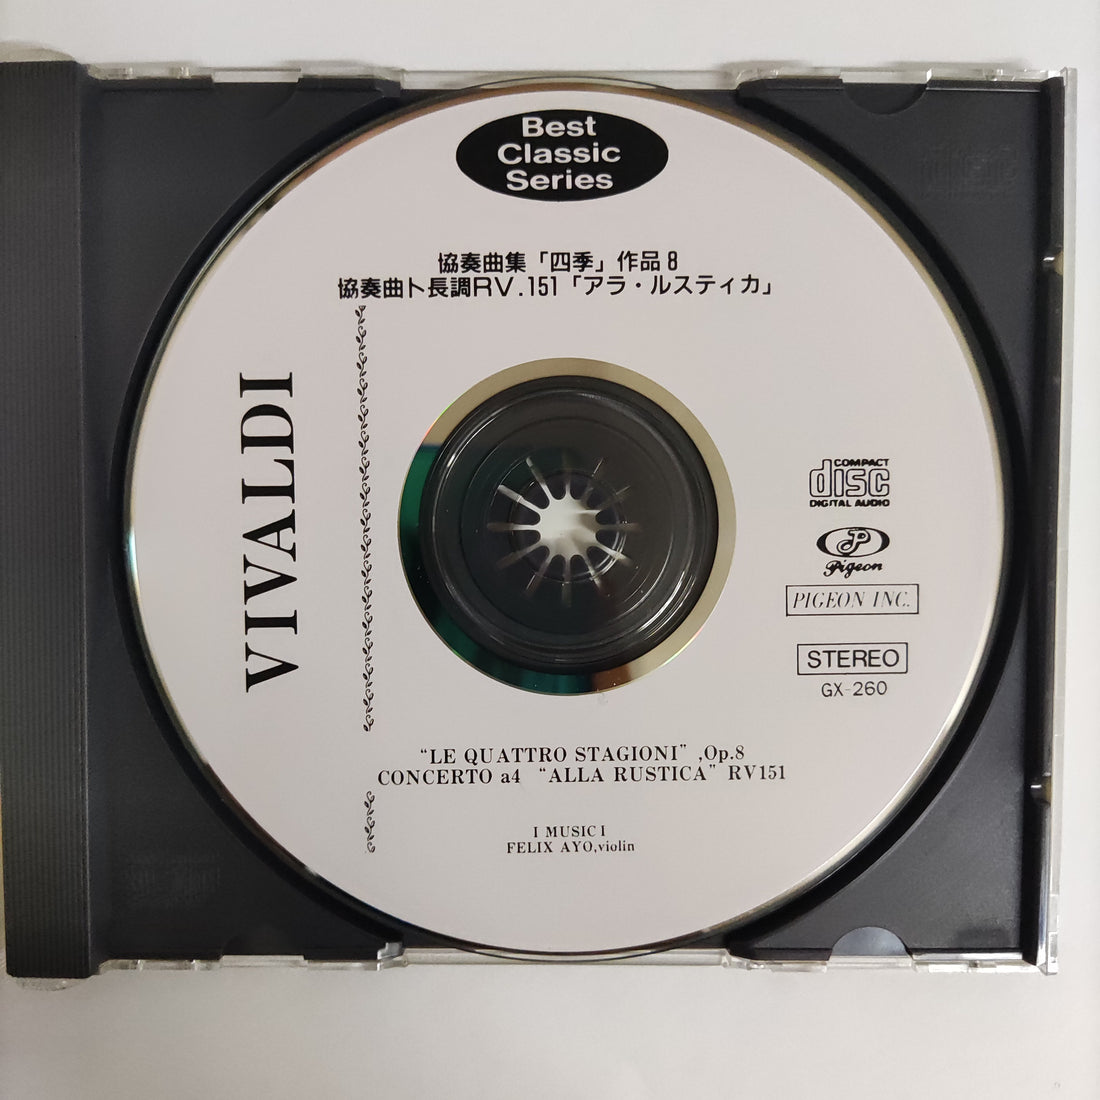 Best
Classic
Series
協奏曲集「四季」作品8
協奏曲ト長調RV.151「アラ・ルスティカ」
VIVALDI
COMPACT
disc
DIGITAL AUDIO
P
Pigeon
PIGEON INC.
STEREO
GX-260
“LE QUATTRO STAGIONI” ,Op.8
CONCERTO a4 “ALLA RUSTICA” RV151
I MUSICI
FELIX AYO,violin